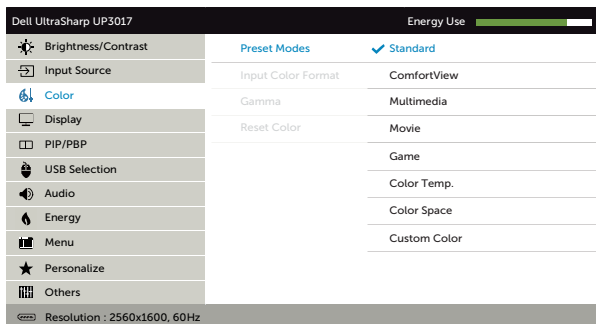 Dell UltraSharp UP3017 Energy Use
Brightness/Contrast Preset Modes Standard
Input Source Input Color Format ComfortView
Color Gamma Multimedia
Display Reset Color Movie
PIP/PBP Game
USB Selection Color Temp.
Audio Color Space
Energy Custom Color
Menu
Personalize
Others
Resolution : 2560x1600, 60Hz